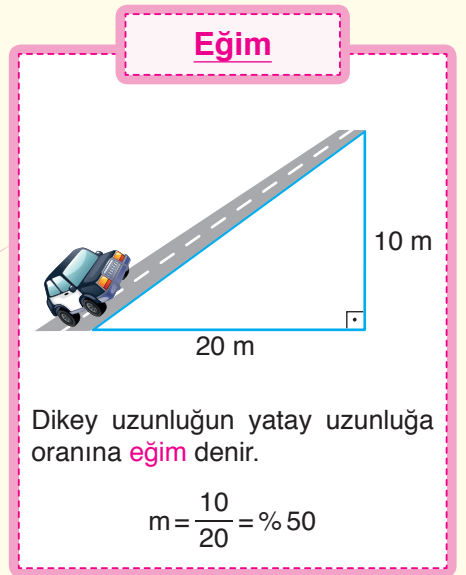 Eğim
10 m
20 m
Dikey uzunluğun yatay uzunluğa
oranına eğim denir.
m = 10/20 = % 50